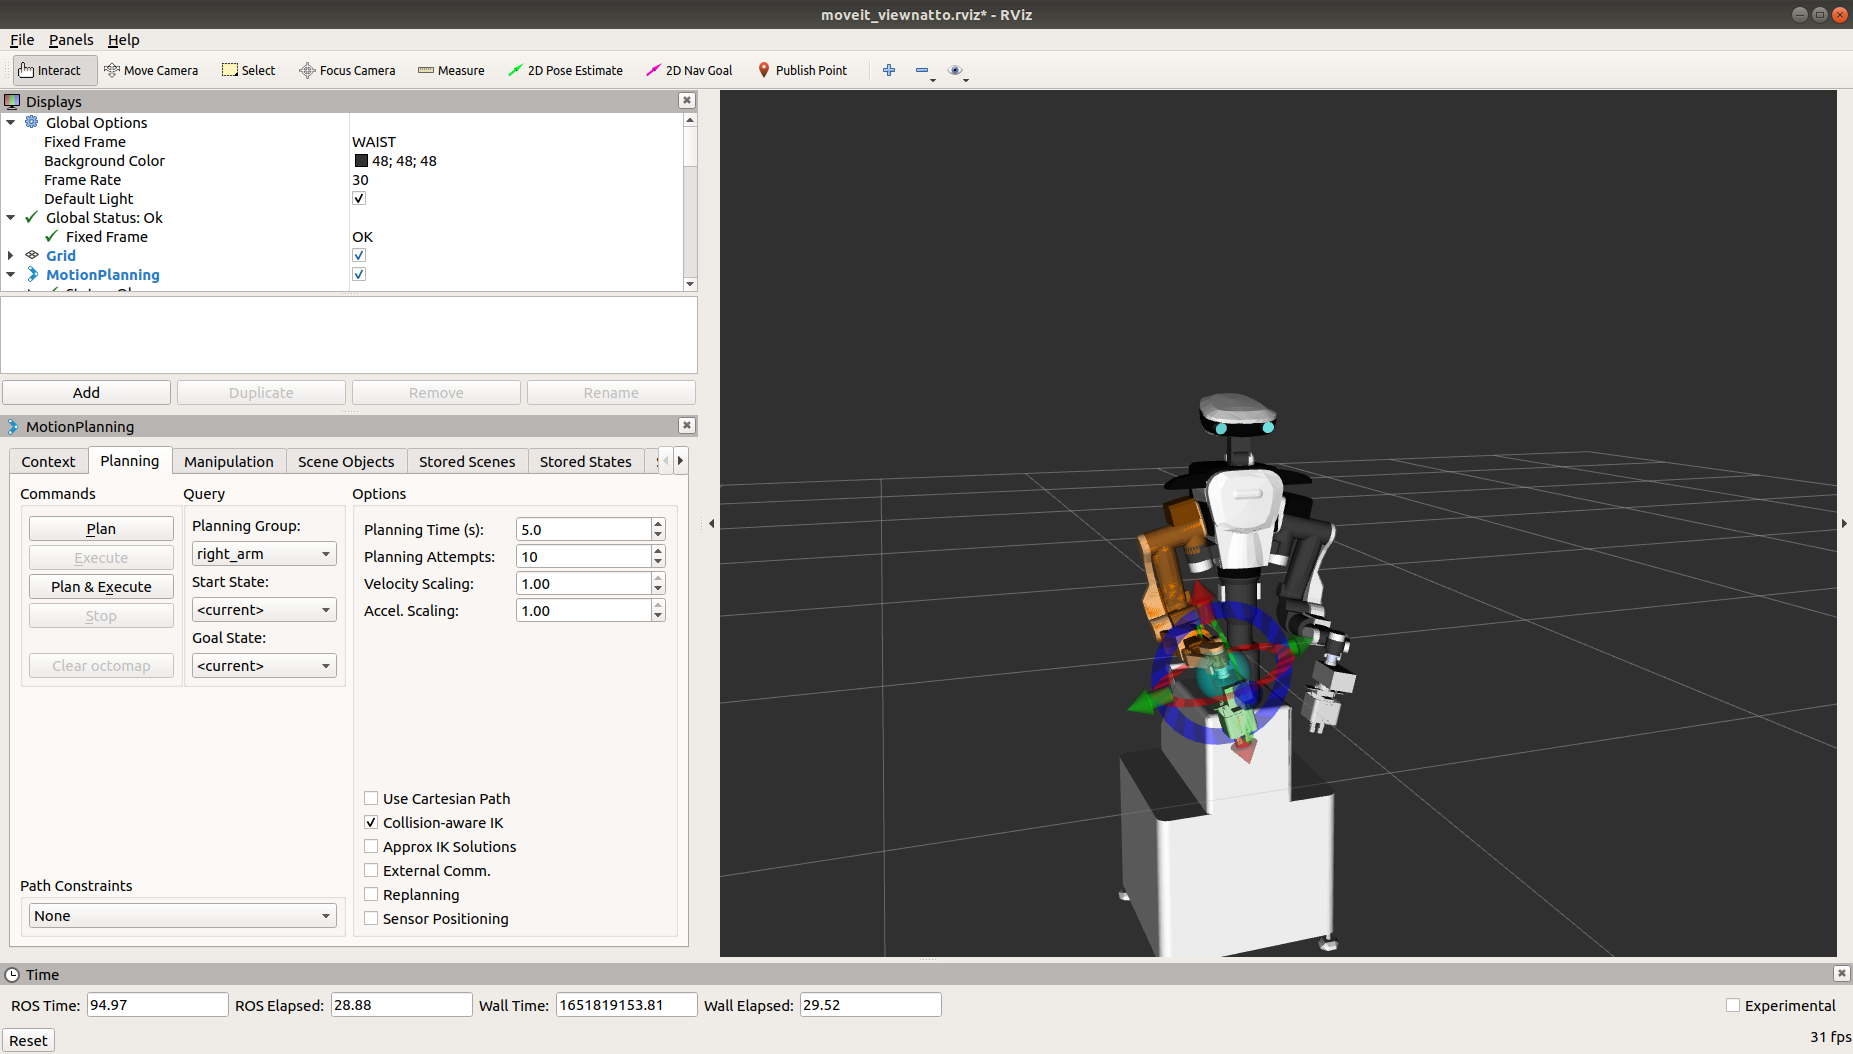 moveit_viewnatto.rviz* - RViz
File Panels Help
Interact Move Camera Select Focus Camera Measure 2D Pose Estimate 2D Nav Goal Publish Point
Displays
Global Options
Fixed Frame WAIST
Background Color 48; 48; 48
Frame Rate 30
Default Light
Global Status: Ok
Fixed Frame OK
Grid
MotionPlanning
Add Duplicate Remove Rename
MotionPlanning
Context Planning Manipulation Scene Objects Stored Scenes Stored States
Commands Query Options
Plan
Execute
Plan & Execute
Stop
Clear octomap
Planning Group:
right_arm
Start State:
<current>
Goal State:
<current>
Planning Time (s): 5.0
Planning Attempts: 10
Velocity Scaling: 1.00
Accel. Scaling: 1.00
Use Cartesian Path
Collision-aware IK
Approx IK Solutions
External Comm.
Replanning
Sensor Positioning
Path Constraints
None
Time
ROS Time: 94.97 ROS Elapsed: 28.88 Wall Time: 1651819153.81 Wall Elapsed: 29.52 Experimental
Reset 31 fps